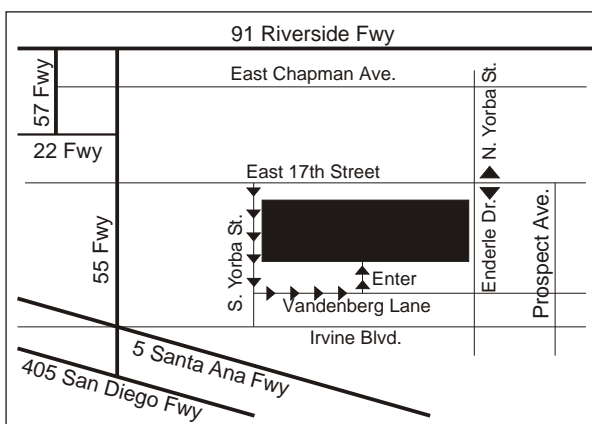 91 Riverside Fwy
East Chapman Ave.
57 Fwy
N. Yorba St.
22 Fwy
East 17th Street
55 Fwy
S. Yorba St.
Enderle Dr.
Prospect Ave.
Enter
Vandenberg Lane
Irvine Blvd.
5 Santa Ana Fwy
405 San Diego Fwy